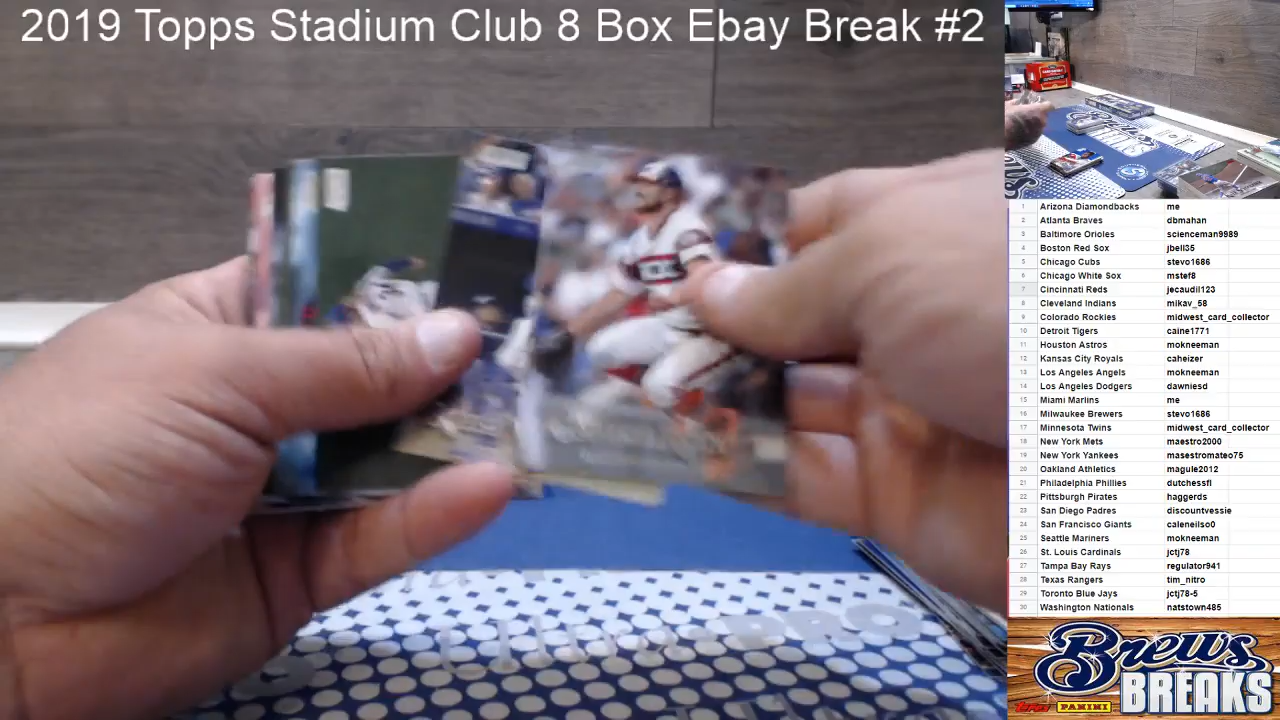 2019 Topps Stadium Club 8 Box Ebay Break #2
1 Arizona Diamondbacks me
2 Atlanta Braves dbmahan
3 Baltimore Orioles scienceman9989
4 Boston Red Sox jbell35
5 Chicago Cubs stevo1686
6 Chicago White Sox mstef8
7 Cincinnati Reds jecaudil123
8 Cleveland Indians mikav_58
9 Colorado Rockies midwest_card_collector
10 Detroit Tigers caine1771
11 Houston Astros mokneeman
12 Kansas City Royals caheizer
13 Los Angeles Angels mokneeman
14 Los Angeles Dodgers dawniesd
15 Miami Marlins me
16 Milwaukee Brewers stevo1686
17 Minnesota Twins midwest_card_collector
18 New York Mets maestro2000
19 New York Yankees masestromateo75
20 Oakland Athletics magule2012
21 Philadelphia Phillies dutchessfl
22 Pittsburgh Pirates haggerds
23 San Diego Padres discountvessie
24 San Francisco Giants caleneilso0
25 Seattle Mariners mokneeman
26 St. Louis Cardinals jctj78
27 Tampa Bay Rays regulator941
28 Texas Rangers tim_nitro
29 Toronto Blue Jays jctj78-5
30 Washington Nationals natstown485
Brews
BREAKS
Topps PANINI